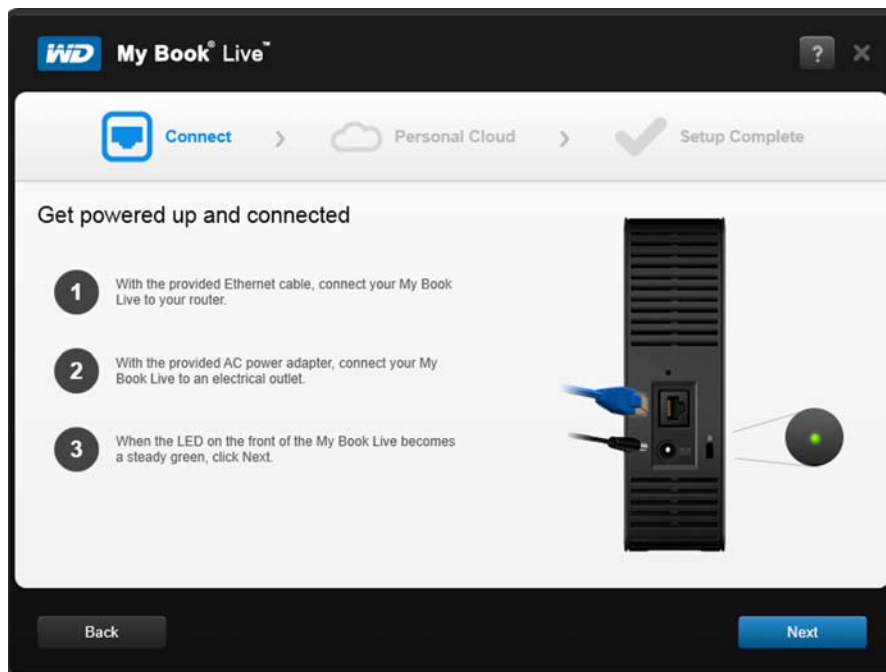 WD My Book® Live™ ?
Connect > Personal Cloud > Setup Complete
Get powered up and connected
1 With the provided Ethernet cable, connect your My Book
Live to your router.
2 With the provided AC power adapter, connect your My
Book Live to an electrical outlet.
3 When the LED on the front of the My Book Live becomes
a steady green, click Next.
Back Next